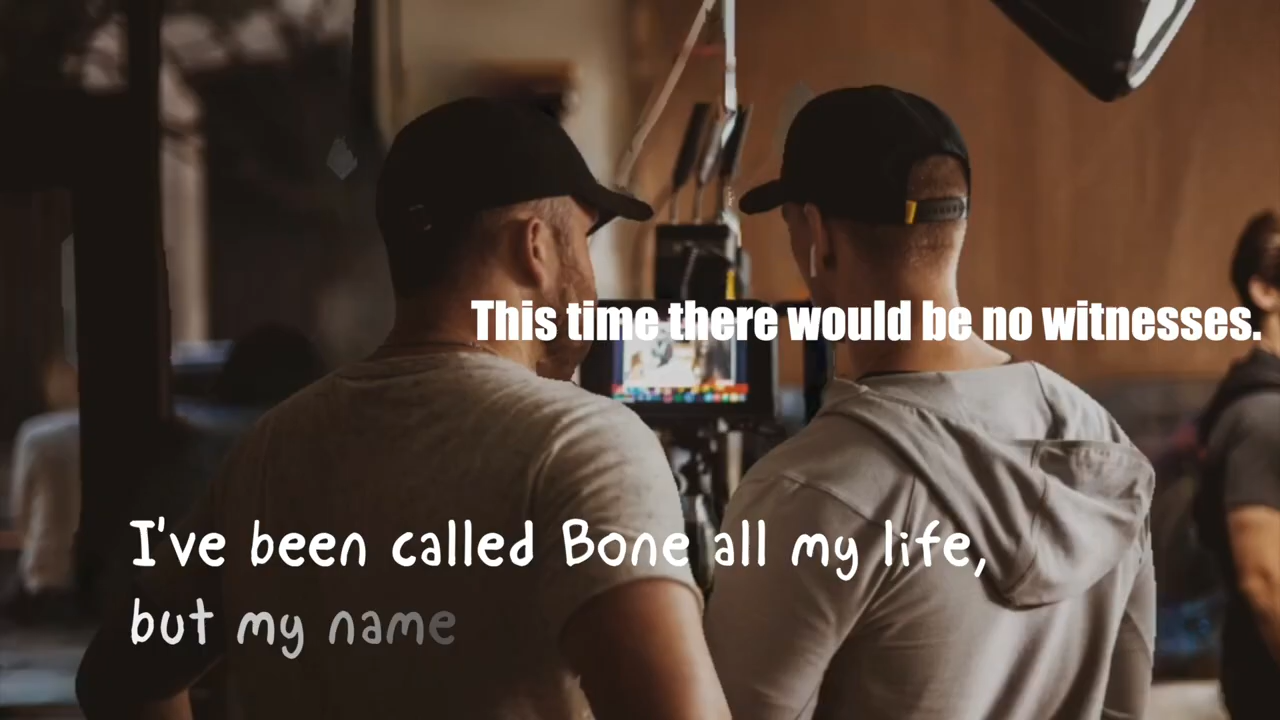 This time there would be no witnesses.
I've been called Bone all my life,
but my name